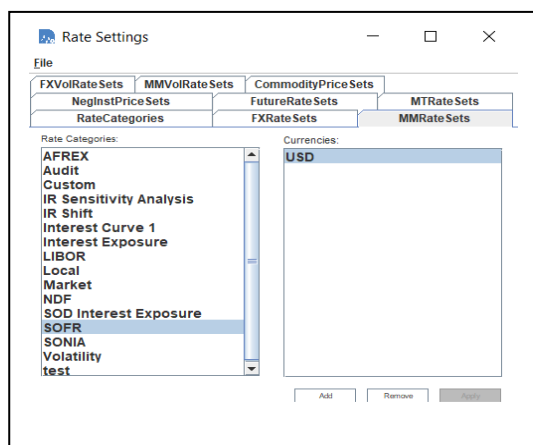 Rate Settings
File
FXVolRateSets MMVolRateSets CommodityPriceSets
NegInstPriceSets FutureRateSets MTRateSets
RateCategories FXRateSets MMRateSets
Rate Categories: Currencies:
AFREX USD
Audit
Custom
IR Sensitivity Analysis
IR Shift
Interest Curve 1
Interest Exposure
LIBOR
Local
Market
NDF
SOD Interest Exposure
SOFR
SONIA
Volatility
test
Add Remove Apply